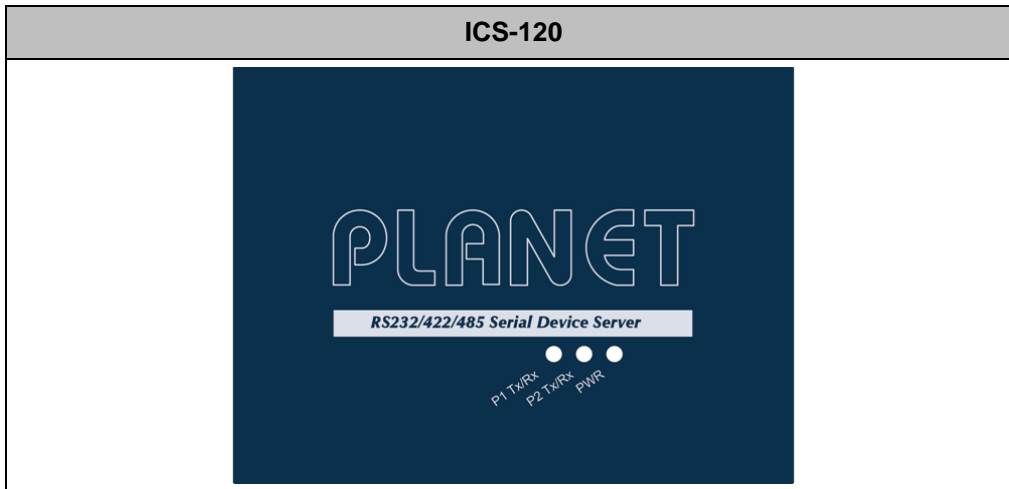 ICS-120
PLANET
RS232/422/485 Serial Device Server
P1 Tx/Rx
P2 Tx/Rx
PWR